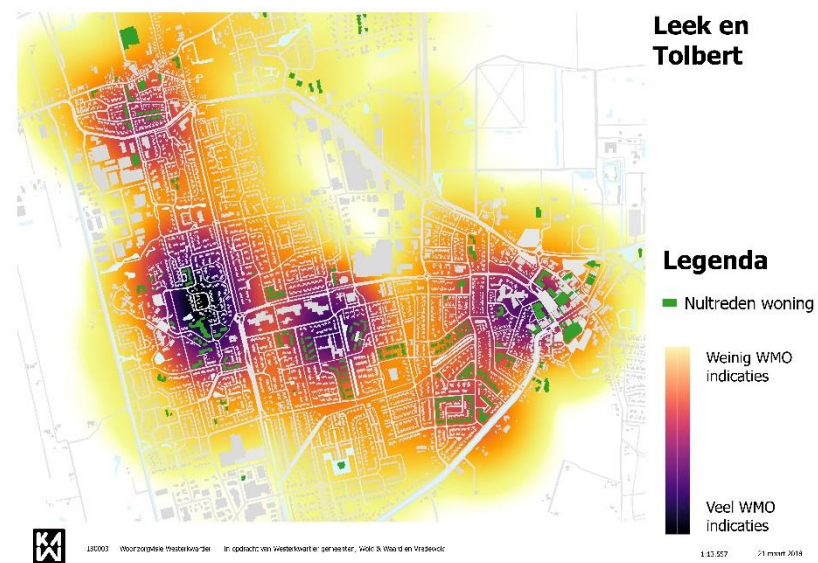 Leek en
Tolbert
Legenda
Nultreden woning
Weinig WMO
indicaties
Veel WMO
indicaties
KAW
Woonzorgvisie Westerkwartier In opdracht van Westerkwartier gemeenten, Wold & Waard en Vredewold
21 maart 2018